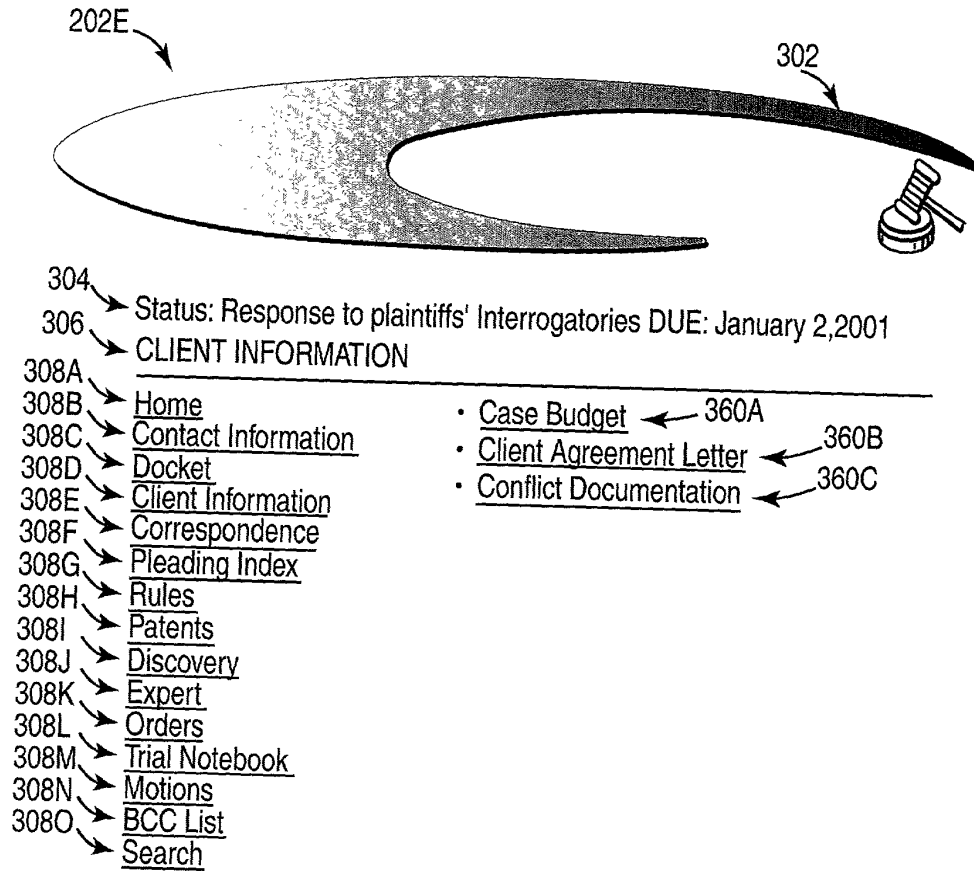 202E
302
304 Status: Response to plaintiffs' Interrogatories DUE: January 2,2001
306 CLIENT INFORMATION
308A Home
308B Contact Information
308C Docket
308D Client Information
308E Correspondence
308F Pleading Index
308G Rules
308H Patents
308I Discovery
308J Expert
308K Orders
308L Trial Notebook
308M Motions
308N BCC List
308O Search
• Case Budget 360A
• Client Agreement Letter 360B
• Conflict Documentation 360C